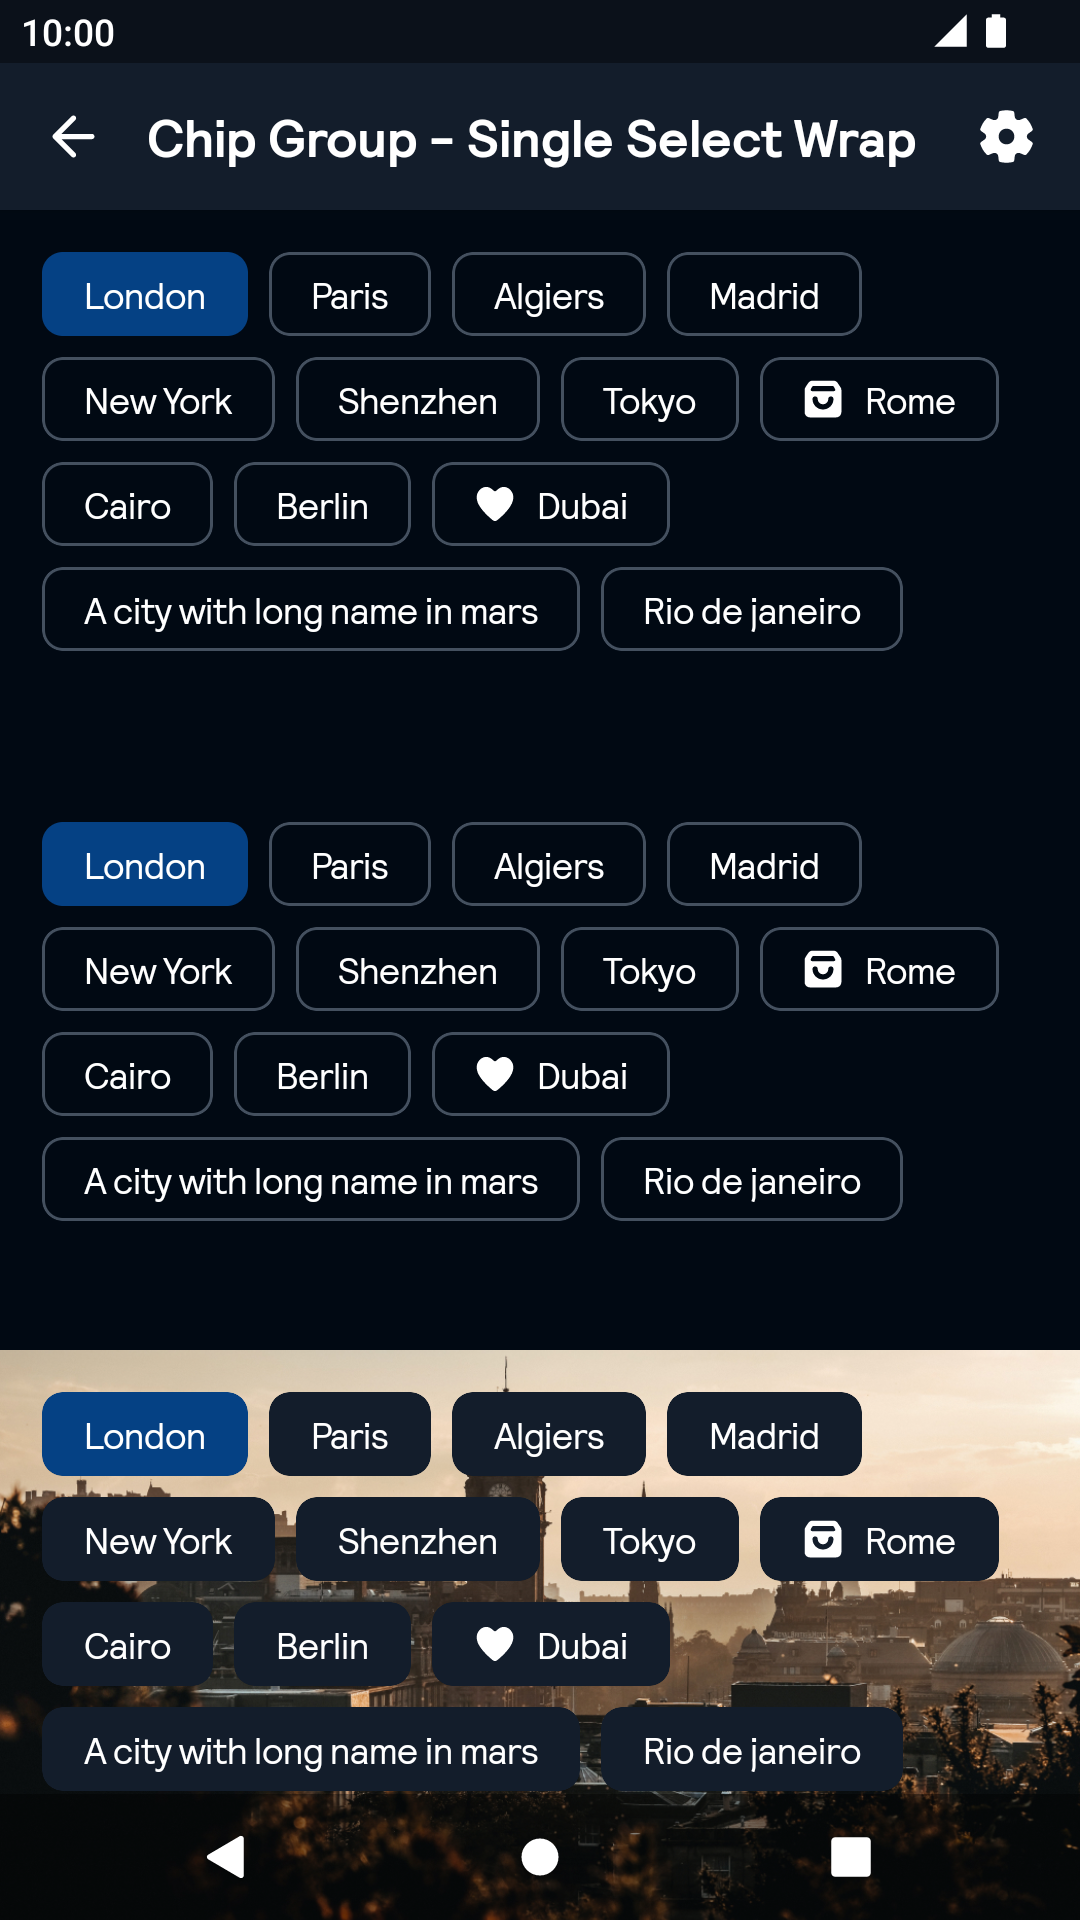 10:00
Chip Group - Single Select Wrap
London Paris Algiers Madrid
New York Shenzhen Tokyo Rome
Cairo Berlin Dubai
A city with long name in mars Rio de janeiro
London Paris Algiers Madrid
New York Shenzhen Tokyo Rome
Cairo Berlin Dubai
A city with long name in mars Rio de janeiro
London Paris Algiers Madrid
New York Shenzhen Tokyo Rome
Cairo Berlin Dubai
A city with long name in mars Rio de janeiro